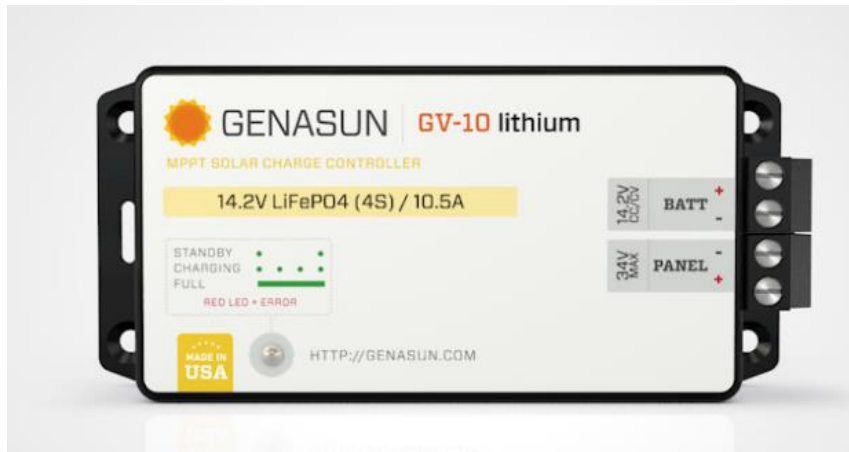 GENASUN GV-10 lithium
MPPT SOLAR CHARGE CONTROLLER
14.2V LiFePO4 (4S) / 10.5A
14.2V CC/CV BATT + -
34V MAX PANEL - +
STANDBY
CHARGING
FULL
RED LED = ERROR
MADE IN USA
HTTP://GENASUN.COM